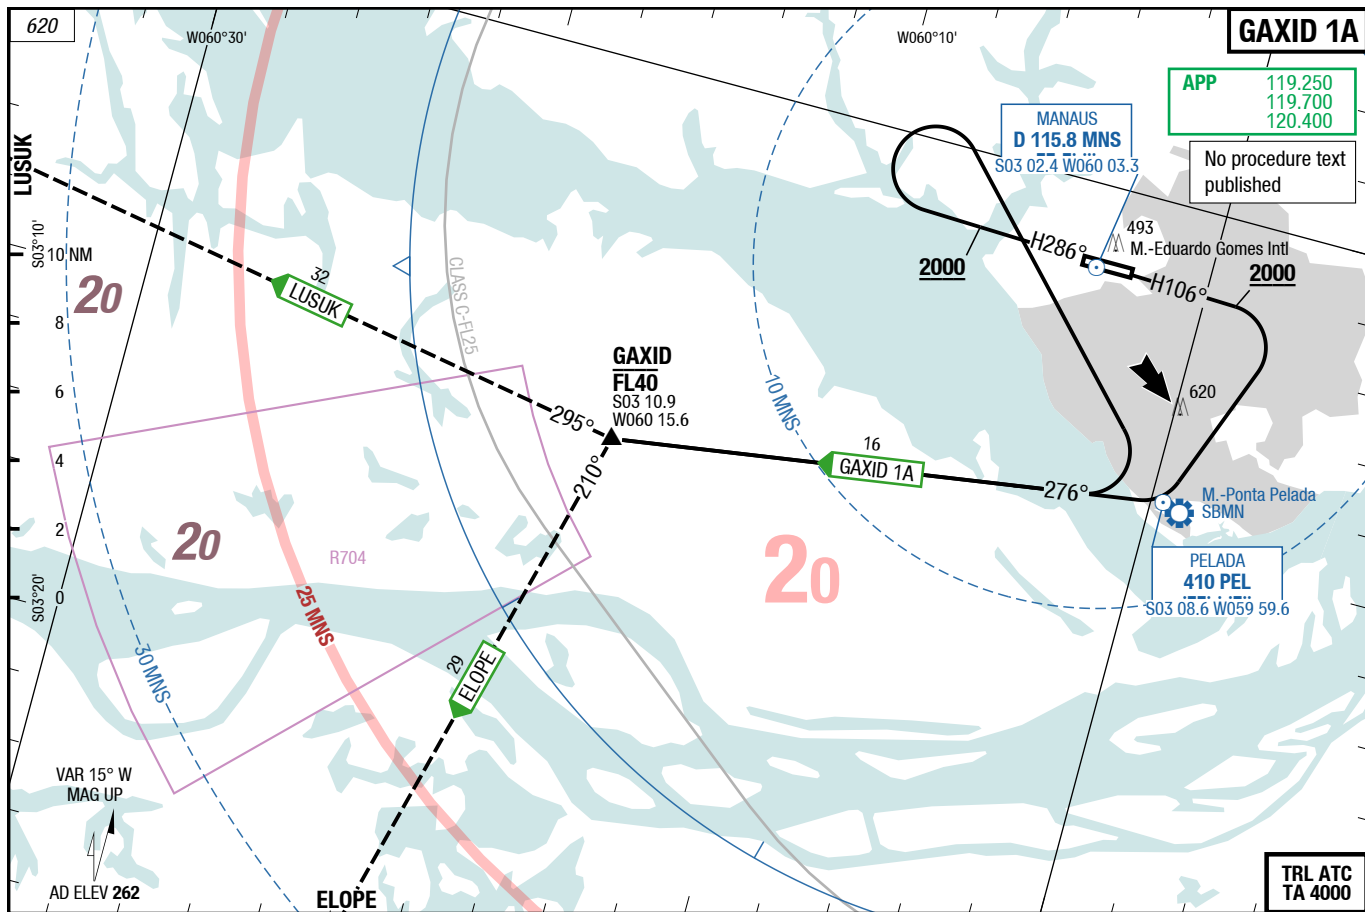 620
W060°30'
W060°10'
GAXID 1A
APP 119.250
119.700
120.400
MANAUS
D 115.8 MNS
S03 02.4 W060 03.3
No procedure text
published
LUSUK
S03°10'
10 NM
8
6
4
2
0
S03°20'
20
32
LUSUK
CLASS C-FL25
2000
H286°
493
M.-Eduardo Gomes Intl
H106°
2000
620
GAXID
FL40
S03 10.9
W060 15.6
295°
210°
10 MNS
16
GAXID 1A
276°
M.-Ponta Pelada
SBMN
PELADA
410 PEL
S03 08.6 W059 59.6
20
R704
20
25 MNS
30 MNS
29
ELOPE
VAR 15° W
MAG UP
AD ELEV 262
ELOPE
TRL ATC
TA 4000